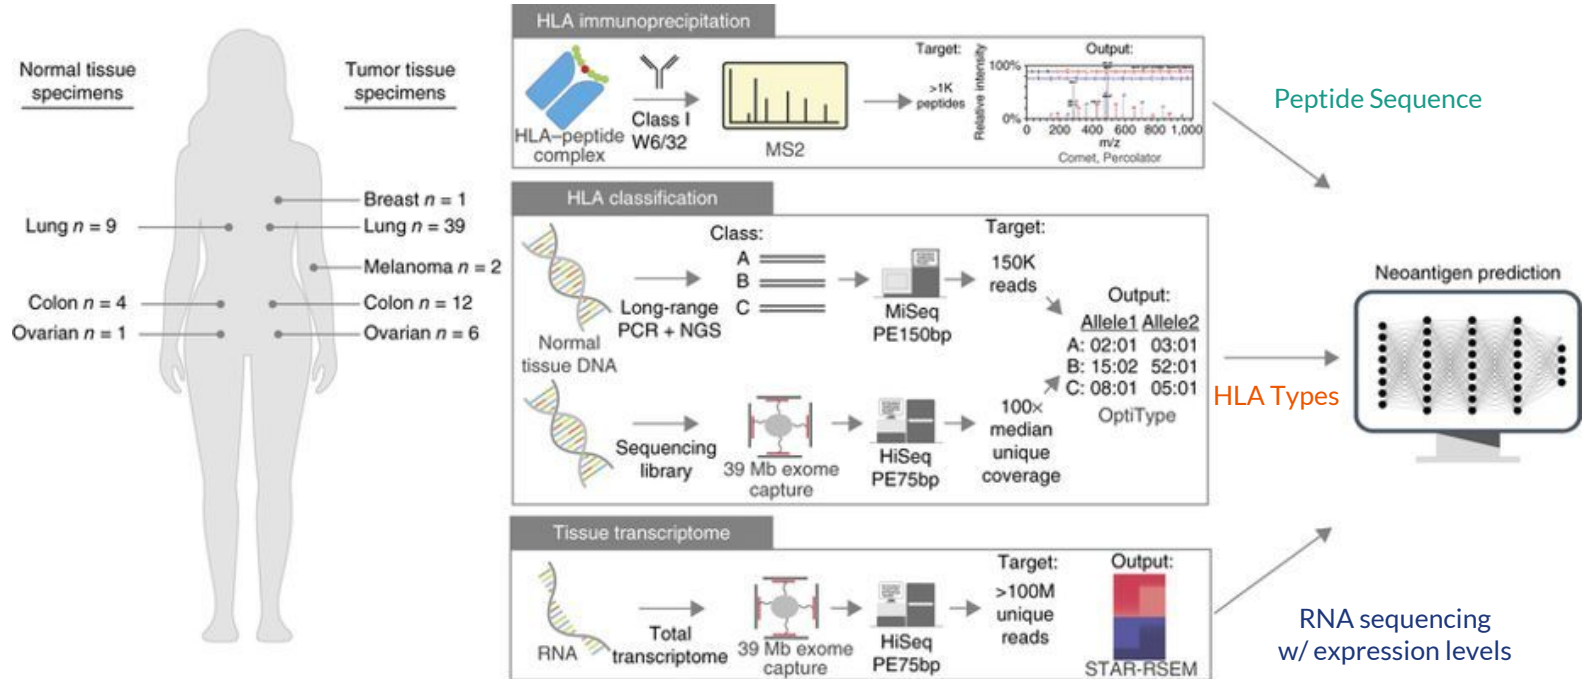 Normal tissue
specimens
Tumor tissue
specimens
Breast n = 1
Lung n = 9
Lung n = 39
Melanoma n = 2
Colon n = 4
Colon n = 12
Ovarian n = 1
Ovarian n = 6
HLA immunoprecipitation
HLA–peptide
complex
Class I
W6/32
MS2
Target:
>1K
peptides
Output:
Relative intensity
100%
0%
0 200 400 600 800 1,000
m/z
Comet, Percolator
Peptide Sequence
HLA classification
Normal
tissue DNA
Long-range
PCR + NGS
Class:
A
B
C
MiSeq
PE150bp
Target:
150K
reads
Sequencing
library
39 Mb exome
capture
HiSeq
PE75bp
100×
median
unique
coverage
Output:
Allele1 Allele2
A: 02:01 03:01
B: 15:02 52:01
C: 08:01 05:01
OptiType
HLA Types
Neoantigen prediction
Tissue transcriptome
RNA
Total
transcriptome
39 Mb exome
capture
HiSeq
PE75bp
Target:
>100M
unique
reads
Output:
STAR-RSEM
RNA sequencing
w/ expression levels